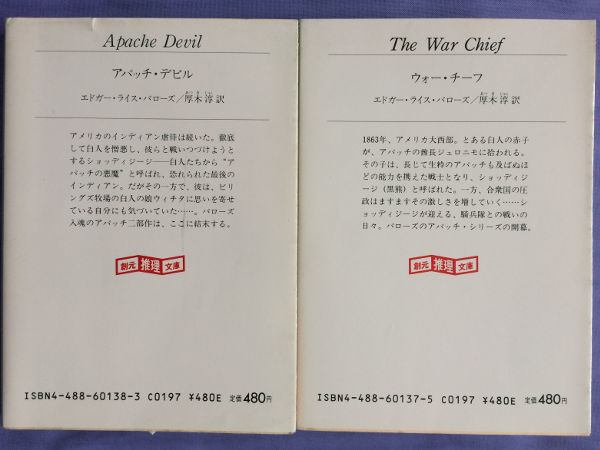 Apache Devil
アパッチ・デビル
エドガー・ライス・バローズ/厚木淳訳
アメリカのインディアン虐待は続いた。徹底
して白人を憎悪し、彼らと戦いつづけようと
するショッディジージ――白人たちから“ア
パッチの悪魔”と呼ばれ、恐れられた最後の
インディアン。だがその一方で、彼は、ビリ
ングズ牧場の白人の娘ウィチタに思いを寄せ
ている自分にも気づいていた……。バローズ
入魂のアパッチ二部作は、ここに結末する。
創元推理文庫
ISBN4-488-60138-3 C0197 ¥480E 定価480円
The War Chief
ウォー・チーフ
エドガー・ライス・バローズ/厚木淳訳
1863年、アメリカ大西部。とある白人の赤子
が、アパッチの酋長ジェロニモに拾われる。
その子は、長じて生粋のアパッチも及ばぬほ
どの能力を携えた戦士となり、ショッディジ
ージ(黒熊)と呼ばれた。一方、合衆国の圧
政はますますその激しさを増していく……シ
ョッディジージが迎える、騎兵隊との戦いの
日々。バローズのアパッチ・シリーズの開幕。
創元推理文庫
ISBN4-488-60137-5 C0197 ¥480E 定価480円